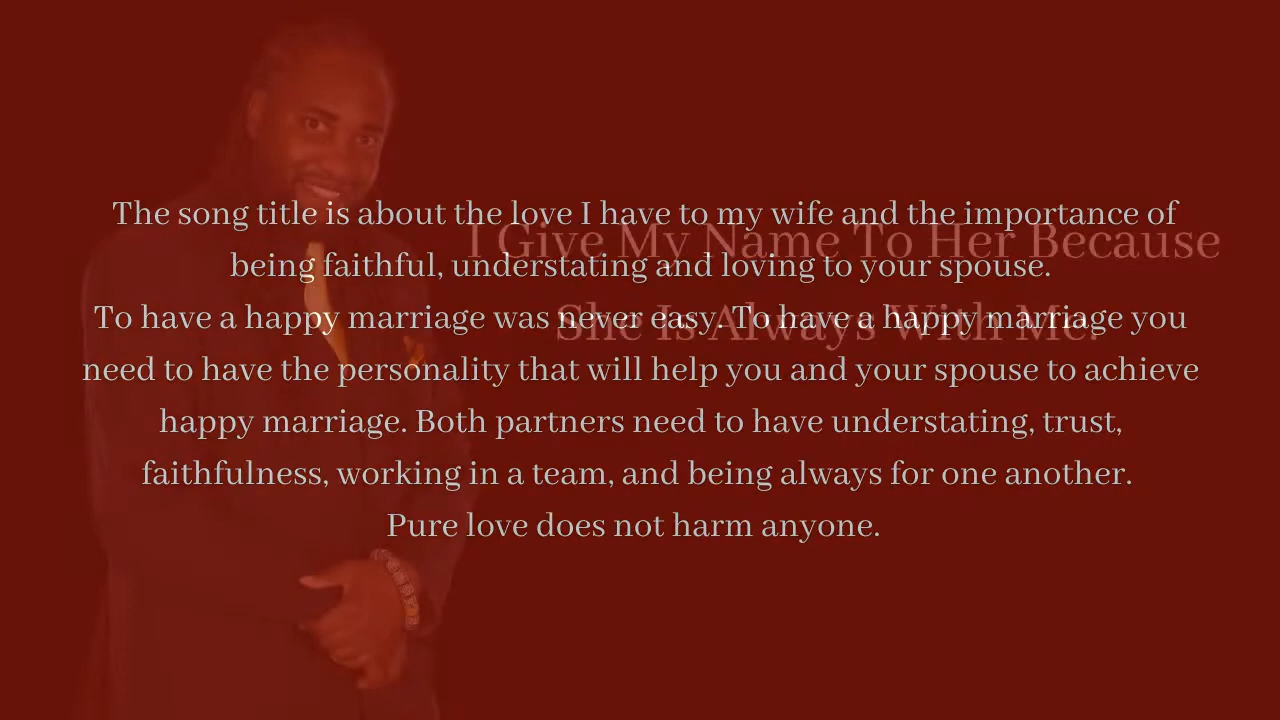 The song title is about the love I have to my wife and the importance of
being faithful, understating and loving to your spouse.
To have a happy marriage was never easy. To have a happy marriage you
need to have the personality that will help you and your spouse to achieve
happy marriage. Both partners need to have understating, trust,
faithfulness, working in a team, and being always for one another.
Pure love does not harm anyone.
I Give My Name To Her Because
She Is Always With Me.